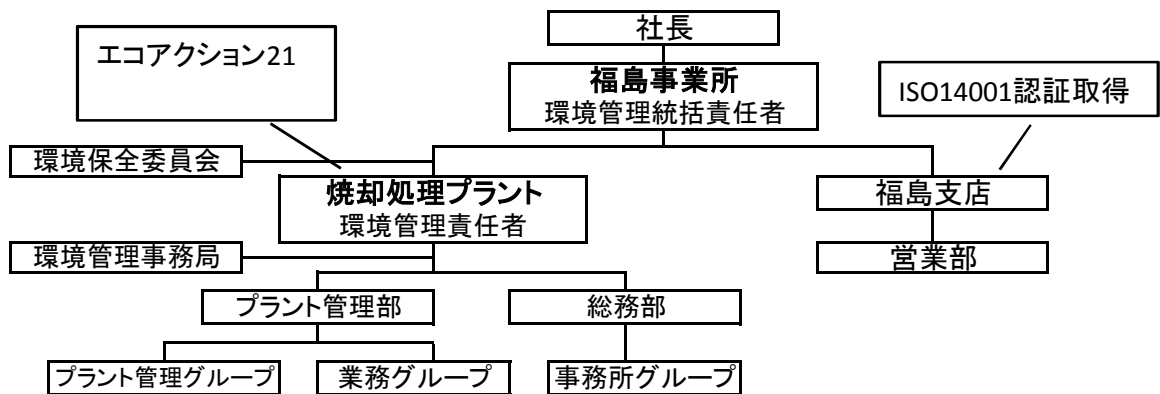 社長
エコアクション21
福島事業所
環境管理統括責任者
ISO14001認証取得
環境保全委員会
焼却処理プラント
環境管理責任者
福島支店
環境管理事務局
営業部
プラント管理部
総務部
プラント管理グループ
業務グループ
事務所グループ